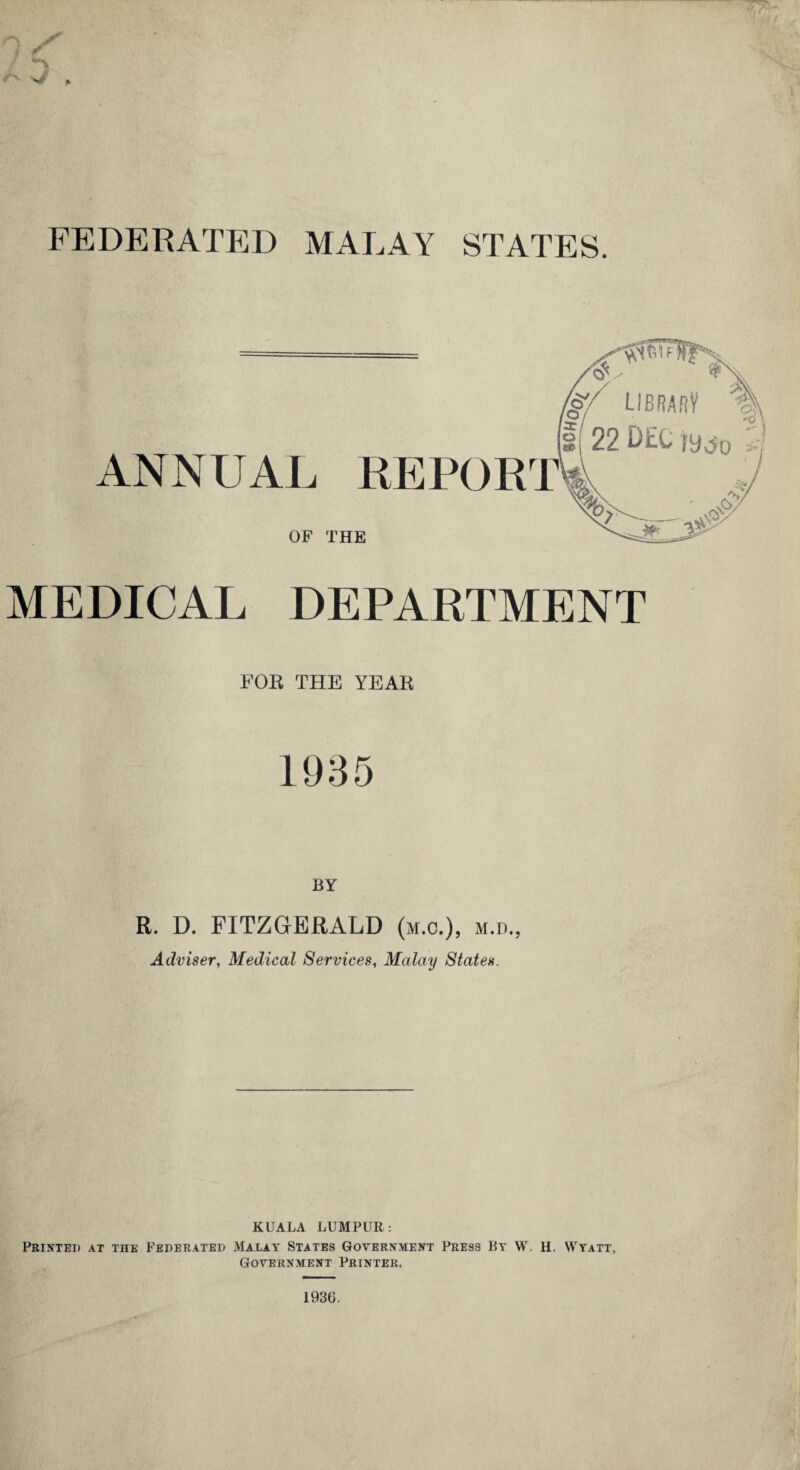 FEDERATED MALAY STATES.
LIBRARY
22 DEC
ANNUAL REPORT
OF THE
MEDICAL DEPARTMENT
FOR THE YEAR
1935
BY
R. D. FITZGERALD (M.C.), M.D.,
Adviser, Medical Services, Malay States.
KUALA LUMPUR:
PRINTED AT THE FEDERATED MALAY STATES GOVERNMENT PRESS BY W. H. WYATT,
GOVERNMENT PRINTER.
1936.